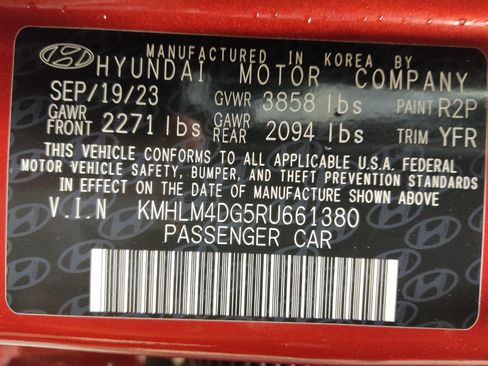 MANUFACTURED IN KOREA BY
HYUNDAI MOTOR COMPANY
SEP/19/23 GVWR 3858 lbs PAINT R2P
GAWR FRONT 2271 lbs GAWR REAR 2094 lbs TRIM YFR
THIS VEHICLE CONFORMS TO ALL APPLICABLE U.S.A. FEDERAL
MOTOR VEHICLE SAFETY, BUMPER, AND THEFT PREVENTION STANDARDS
IN EFFECT ON THE DATE OF MANUFACTURE SHOWN ABOVE
V.I.N KMHLM4DG5RU661380
PASSENGER CAR